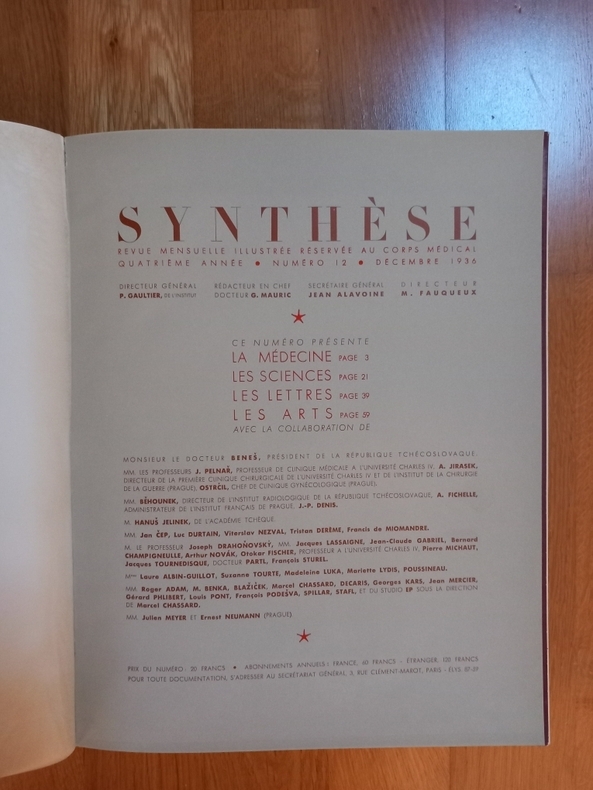 SYNTHÈSE
REVUE MENSUELLE ILLUSTRÉE RÉSERVÉE AU CORPS MÉDICAL
QUATRIÈME ANNÉE • NUMÉRO 12 • DÉCEMBRE 1936
DIRECTEUR GÉNÉRAL RÉDACTEUR EN CHEF SECRÉTAIRE GÉNÉRAL DIRECTEUR
P. GAULTIER, DE L'INSTITUT DOCTEUR G. MAURIC JEAN ALAVOINE M. FAUQUEUX
CE NUMÉRO PRÉSENTE
LA MÉDECINE PAGE 3
LES SCIENCES PAGE 21
LES LETTRES PAGE 39
LES ARTS PAGE 59
AVEC LA COLLABORATION DE
MONSIEUR LE DOCTEUR BENEŠ, PRÉSIDENT DE LA RÉPUBLIQUE TCHÉCOSLOVAQUE.
MM. LES PROFESSEURS J. PELNAŘ, PROFESSEUR DE CLINIQUE MÉDICALE A L'UNIVERSITÉ CHARLES IV, A. JIRASEK,
DIRECTEUR DE LA PREMIÈRE CLINIQUE CHIRURGICALE DE L'UNIVERSITÉ CHARLES IV ET DE L'INSTITUT DE LA CHIRURGIE
DE LA GUERRE (PRAGUE), OSTRČIL, CHEF DE CLINIQUE GYNÉCOLOGIQUE (PRAGUE).
MM. BĚHOUNEK, DIRECTEUR DE L'INSTITUT RADIOLOGIQUE DE LA RÉPUBLIQUE TCHÉCOSLOVAQUE, A. FICHELLE,
ADMINISTRATEUR DE L'INSTITUT FRANÇAIS DE PRAGUE, J.-P. DENIS.
M. HANUŠ JELINEK, DE L'ACADÉMIE TCHÈQUE.
MM. Jan ČEP, Luc DURTAIN, Viterslav NEZVAL, Tristan DERÈME, Francis de MIOMANDRE.
M. LE PROFESSEUR Joseph DRAHOŇOVSKÝ, MM. Jacques LASSAIGNE, Jean-Claude GABRIEL, Bernard
CHAMPIGNEULLE, Arthur NOVÁK, Otokar FISCHER, PROFESSEUR A L'UNIVERSITÉ CHARLES IV, Pierre MICHAUT,
Jacques TOURNEDISQUE, DOCTEUR PARTL, François STUREL.
Mmes Laure ALBIN-GUILLOT, Susanne TOURTE, Madeleine LUKA, Mariette LYDIS, POUSSINEAU.
MM. Roger ADAM, M. BENKA, BLAŽIČEK, Marcel CHASSARD, DECARIS, Georges KARS, Jean MERCIER,
Gérard PHLIBERT, Louis PONT, François PODEŠVA, SPILLAR, STAFL, ET DU STUDIO EP SOUS LA DIRECTION
DE Marcel CHASSARD.
MM. Julien MEYER ET Ernest NEUMANN (PRAGUE)
PRIX DU NUMÉRO : 20 FRANCS • ABONNEMENTS ANNUELS : FRANCE, 60 FRANCS - ÉTRANGER, 120 FRANCS
POUR TOUTE DOCUMENTATION, S'ADRESSER AU SECRÉTARIAT GÉNÉRAL, 3, RUE CLÉMENT-MAROT, PARIS -